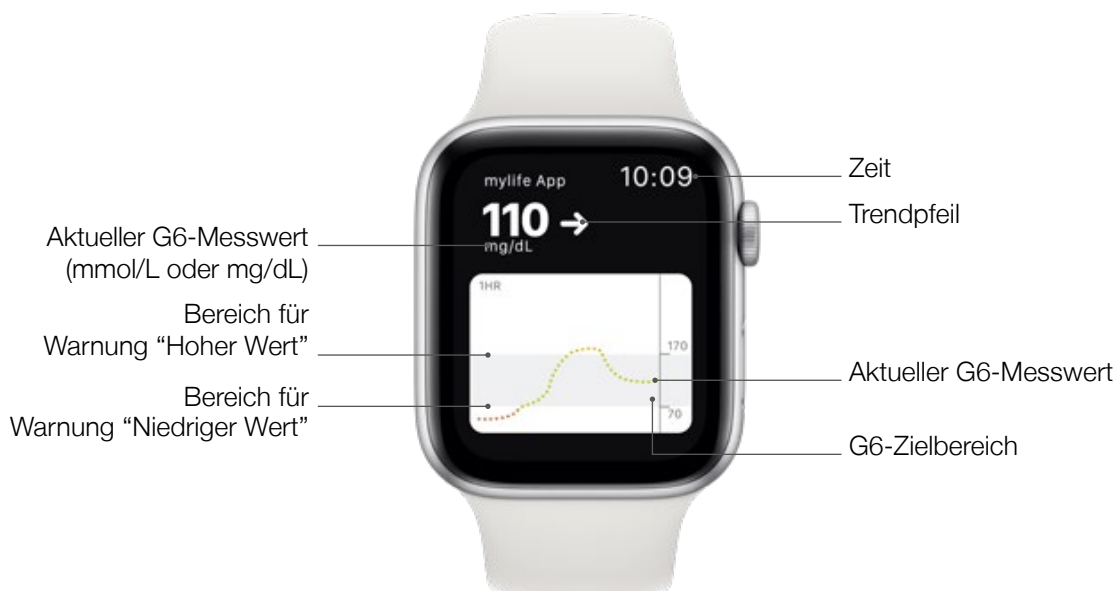 mylife App
10:09
110 →
mg/dL
1HR
170
70
Aktueller G6-Messwert
(mmol/L oder mg/dL)
Bereich für
Warnung “Hoher Wert”
Bereich für
Warnung “Niedriger Wert”
Zeit
Trendpfeil
Aktueller G6-Messwert
G6-Zielbereich